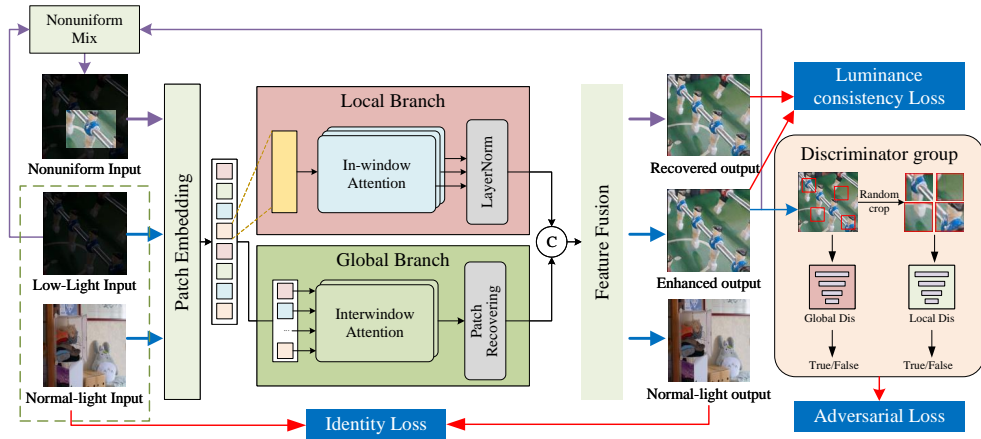 Nonuniform
Mix
Nonuniform Input
Low-Light Input
Normal-light Input
Patch Embedding
Local Branch
In-window
Attention
LayerNorm
Global Branch
Interwindow
Attention
Patch
Recovering
C
Feature Fusion
Recovered output
Enhanced output
Normal-light output
Luminance
consistency Loss
Discriminator group
Random
crop
Global Dis
Local Dis
True/False
True/False
Identity Loss
Adversarial Loss